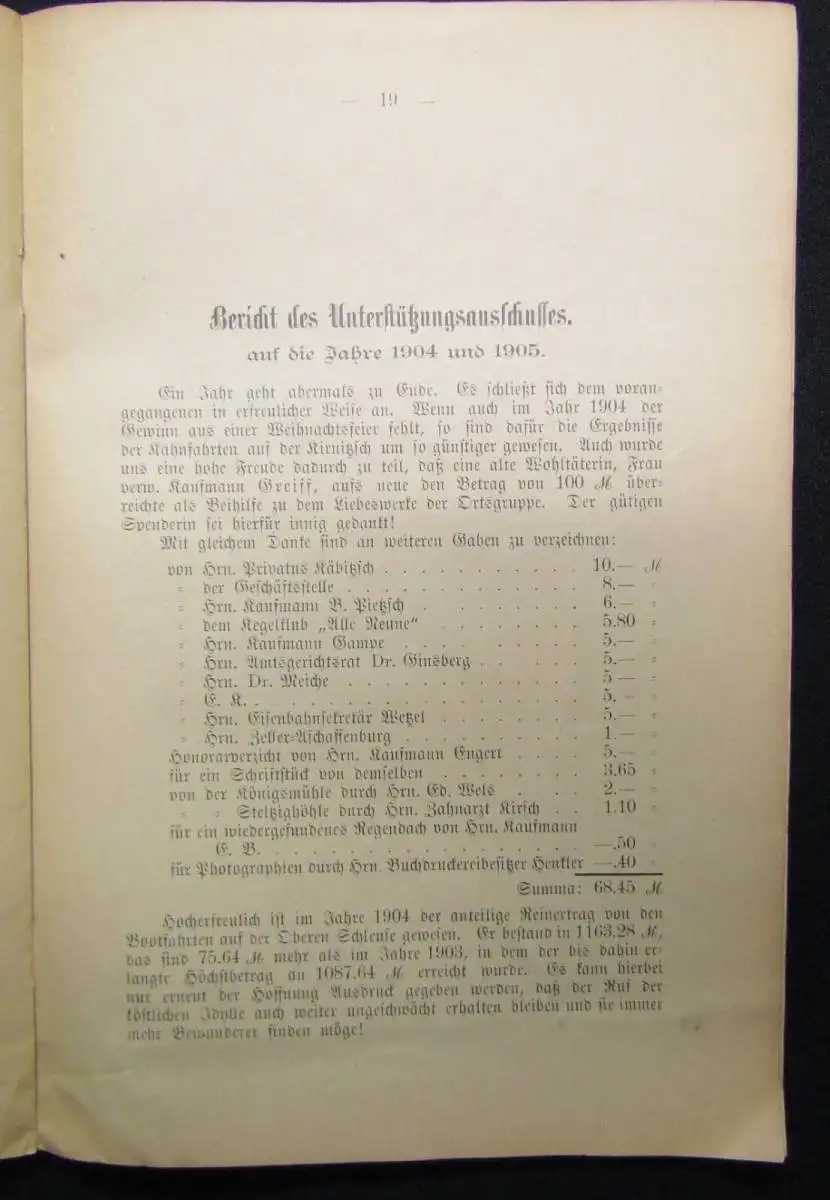 — 19 —
Bericht des Unterstützungsausschusses.
auf die Jahre 1904 und 1905.
Ein Jahr geht abermals zu Ende. Es schließt sich dem voran-
gegangenen in erfreulicher Weise an. Wenn auch im Jahr 1904 der
Gewinn aus einer Weihnachtsfeier fehlt, so sind dafür die Ergebnisse
der Kahnfahrten auf der Kirnitzsch um so günstiger gewesen. Auch wurde
uns eine hohe Freude dadurch zu teil, daß eine alte Wohltäterin, Frau
verw. Kaufmann Greiff, aufs neue den Betrag von 100 ℳ über-
reichte als Beihilfe zu dem Liebeswerke der Ortsgruppe. Der gütigen
Spenderin sei hierfür innig gedankt!
Mit gleichem Danke sind an weiteren Gaben zu verzeichnen:
von Hrn. Privatus Käbitzsch . . . . . . . . . . 10.— ℳ
„ der Geschäftsstelle . . . . . . . . . . . . 8.— „
„ Hrn. Kaufmann B. Pietzsch . . . . . . . . 6.— „
„ dem Kegelklub „Alle Neune“ . . . . . . . . 5.80 „
„ Hrn. Kaufmann Gampe . . . . . . . . . . 5.— „
„ Hrn. Amtsgerichtsrat Dr. Ginsberg . . . . . 5.— „
„ Hrn. Dr. Meiche . . . . . . . . . . . . 5.— „
„ E. K. . . . . . . . . . . . . . . . . 5.— „
„ Hrn. Eisenbahnsekretär Wetzel . . . . . . . 5.— „
„ Hrn. Zeller-Aschaffenburg . . . . . . . . . 1.— „
Honorarverzicht von Hrn. Kaufmann Engert . . . . 5.— „
für ein Schriftstück von demselben . . . . . . . . 3.65 „
von der Königsmühle durch Hrn. Ed. Wels . . . . 2.— „
„ „ Steltzighöhle durch Hrn. Zahnarzt Kirsch . . 1.10 „
für ein wiedergefundenes Regendach von Hrn. Kaufmann
E. B. . . . . . . . . . . . . . . . . —.50 „
für Photographien durch Hrn. Buchdruckereibesitzer Henkler —.40 „
Summa: 68.45 ℳ
Hocherfreulich ist im Jahre 1904 der anteilige Reinertrag von den
Bootfahrten auf der Oberen Schleuse gewesen. Er bestand in 1163.28 ℳ,
das sind 75.64 ℳ mehr als im Jahre 1903, in dem der bis dahin er-
langte Höchstbetrag an 1087.64 ℳ erreicht wurde. Es kann hierbei
nur erneut der Hoffnung Ausdruck gegeben werden, daß der Ruf der
köstlichen Idylle auch weiter ungeschwächt erhalten bleiben und sie immer
mehr Bewunderer finden möge!